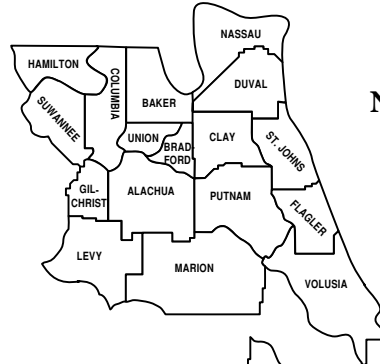 NASSAU
HAMILTON
COLUMBIA
DUVAL
BAKER
N
SUWANNEE
UNION
BRAD-
FORD
CLAY
ST. JOHNS
GIL-
CHRIST
ALACHUA
PUTNAM
FLAGLER
LEVY
MARION
VOLUSIA